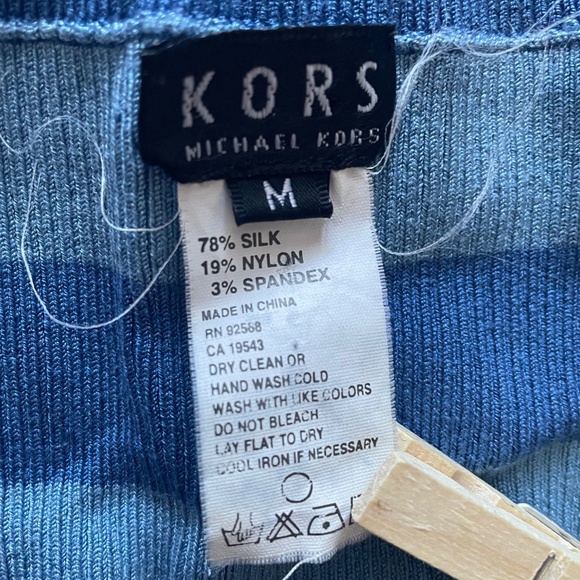 KORS
MICHAEL KORS
M
78% SILK
19% NYLON
3% SPANDEX
MADE IN CHINA
RN 92568
CA 19543
DRY CLEAN OR
HAND WASH COLD
WASH WITH LIKE COLORS
DO NOT BLEACH
LAY FLAT TO DRY
COOL IRON IF NECESSARY